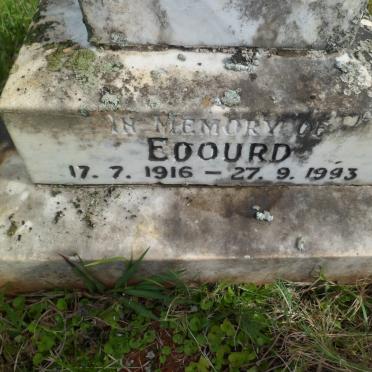 IN MEMORY OF
EDOURD
17. 7. 1916 – 27. 9. 1993